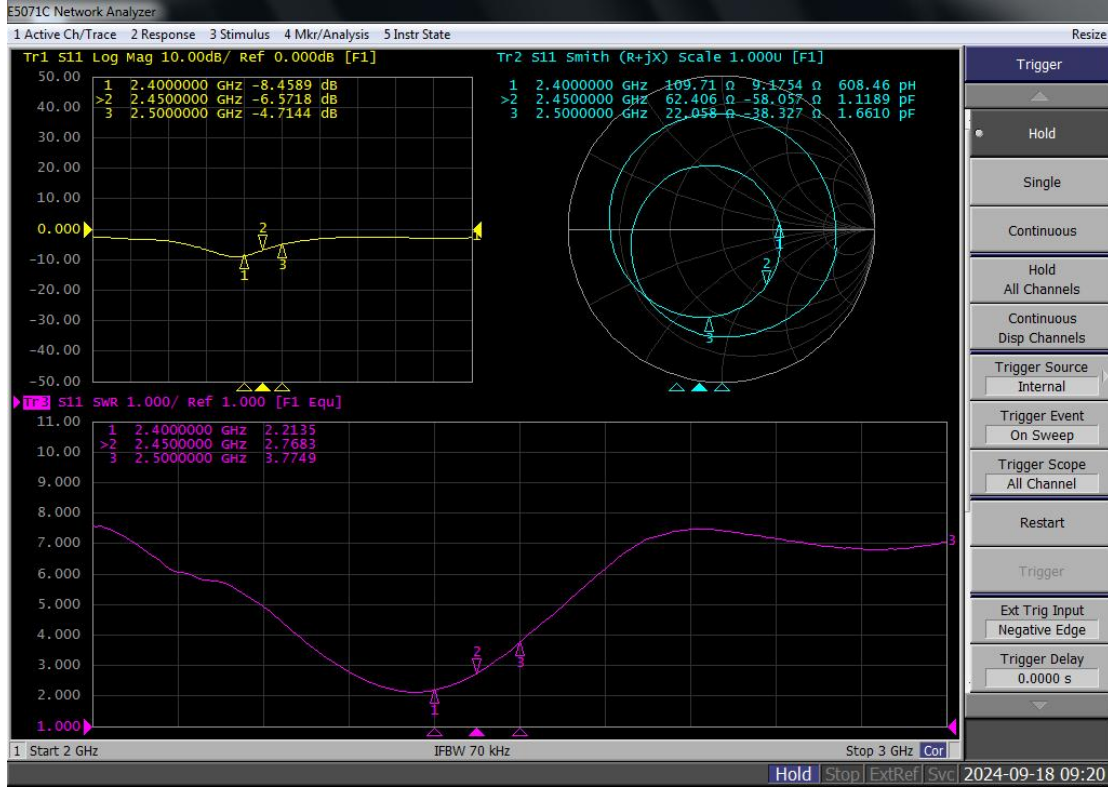 E5071C Network Analyzer
1 Active Ch/Trace 2 Response 3 Stimulus 4 Mkr/Analysis 5 Instr State
Resize
Tr1 S11 Log Mag 10.00dB/ Ref 0.000dB [F1]
50.00
40.00
30.00
20.00
10.00
0.000
-10.00
-20.00
-30.00
-40.00
-50.00
1 2.4000000 GHz -8.4589 dB
>2 2.4500000 GHz -6.5718 dB
3 2.5000000 GHz -4.7144 dB
1
2
3
1
Tr2 S11 Smith (R+jX) Scale 1.000U [F1]
1 2.4000000 GHz 109.71 Ω 9.1754 Ω 608.46 pH
>2 2.4500000 GHz 62.406 Ω -58.057 Ω 1.1189 pF
3 2.5000000 GHz 22.058 Ω -38.327 Ω 1.6610 pF
1
2
3
Tr3 S11 SWR 1.000/ Ref 1.000 [F1 Equ]
11.00
10.00
9.000
8.000
7.000
6.000
5.000
4.000
3.000
2.000
1.000
1 2.4000000 GHz 2.2135
>2 2.4500000 GHz 2.7683
3 2.5000000 GHz 3.7749
1
2
3
3
1 Start 2 GHz
IFBW 70 kHz
Stop 3 GHz Cor
Trigger
Hold
Single
Continuous
Hold
All Channels
Continuous
Disp Channels
Trigger Source
Internal
Trigger Event
On Sweep
Trigger Scope
All Channel
Restart
Trigger
Ext Trig Input
Negative Edge
Trigger Delay
0.0000 s
Hold Stop ExtRef Svc 2024-09-18 09:20